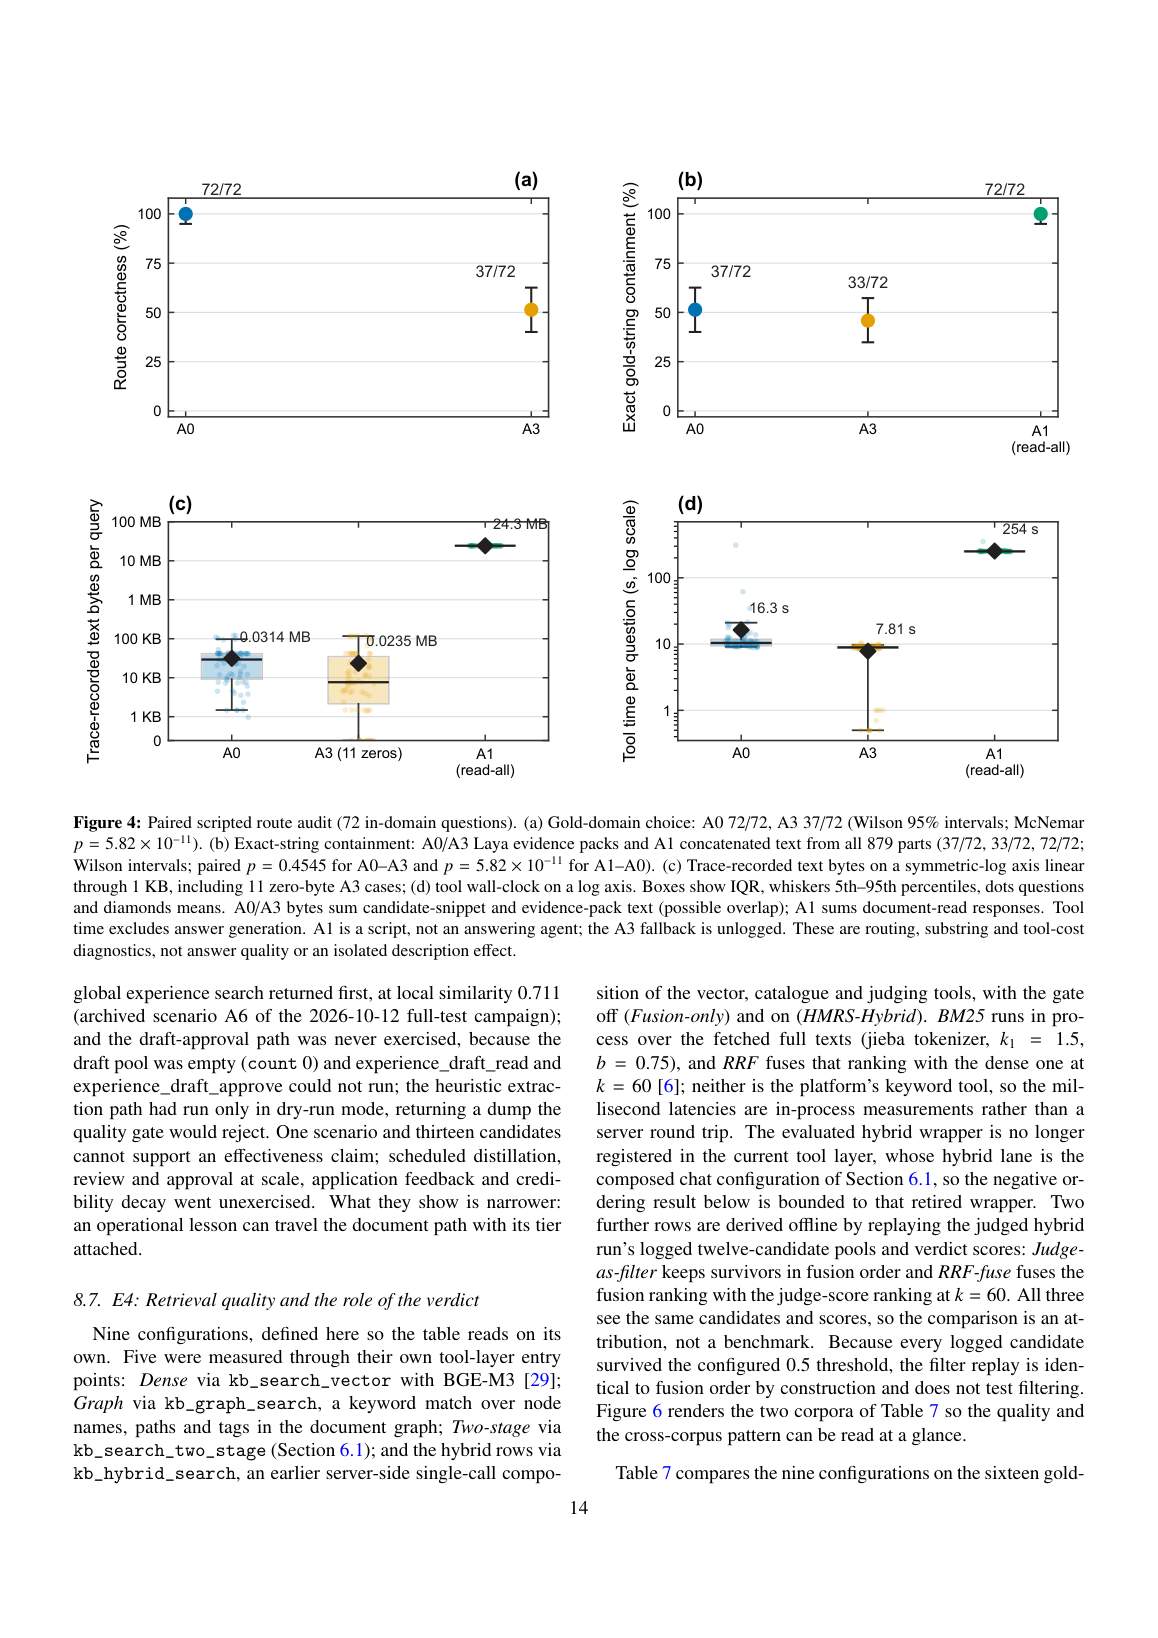 72/72
(a)
Route correctness (%)
100
75
50
25
0
37/72
A0
A3
(b)
Exact gold-string containment (%)
100
75
50
25
0
37/72
33/72
72/72
A0
A3
A1
(read-all)
(c)
Trace-recorded text bytes per query
100 MB
10 MB
1 MB
100 KB
10 KB
1 KB
0
0.0314 MB
0.0235 MB
24.3 MB
A0
A3 (11 zeros)
A1
(read-all)
(d)
Tool time per question (s, log scale)
100
10
1
16.3 s
7.81 s
254 s
A0
A3
A1
(read-all)
Figure 4: Paired scripted route audit (72 in-domain questions). (a) Gold-domain choice: A0 72/72, A3 37/72 (Wilson 95% intervals; McNemar
p = 5.82 × 10⁻¹¹). (b) Exact-string containment: A0/A3 Laya evidence packs and A1 concatenated text from all 879 parts (37/72, 33/72, 72/72;
Wilson intervals; paired p = 0.4545 for A0–A3 and p = 5.82 × 10⁻¹¹ for A1–A0). (c) Trace-recorded text bytes on a symmetric-log axis linear
through 1 KB, including 11 zero-byte A3 cases; (d) tool wall-clock on a log axis. Boxes show IQR, whiskers 5th–95th percentiles, dots questions
and diamonds means. A0/A3 bytes sum candidate-snippet and evidence-pack text (possible overlap); A1 sums document-read responses. Tool
time excludes answer generation. A1 is a script, not an answering agent; the A3 fallback is unlogged. These are routing, substring and tool-cost
diagnostics, not answer quality or an isolated description effect.
global experience search returned first, at local similarity 0.711
(archived scenario A6 of the 2026-10-12 full-test campaign);
and the draft-approval path was never exercised, because the
draft pool was empty (count 0) and experience_draft_read and
experience_draft_approve could not run; the heuristic extrac-
tion path had run only in dry-run mode, returning a dump the
quality gate would reject. One scenario and thirteen candidates
cannot support an effectiveness claim; scheduled distillation,
review and approval at scale, application feedback and credi-
bility decay went unexercised. What they show is narrower:
an operational lesson can travel the document path with its tier
attached.
8.7. E4: Retrieval quality and the role of the verdict
Nine configurations, defined here so the table reads on its
own. Five were measured through their own tool-layer entry
points: Dense via kb_search_vector with BGE-M3 [29];
Graph via kb_graph_search, a keyword match over node
names, paths and tags in the document graph; Two-stage via
kb_search_two_stage (Section 6.1); and the hybrid rows via
kb_hybrid_search, an earlier server-side single-call compo-
sition of the vector, catalogue and judging tools, with the gate
off (Fusion-only) and on (HMRS-Hybrid). BM25 runs in pro-
cess over the fetched full texts (jieba tokenizer, k₁ = 1.5,
b = 0.75), and RRF fuses that ranking with the dense one at
k = 60 [6]; neither is the platform's keyword tool, so the mil-
lisecond latencies are in-process measurements rather than a
server round trip. The evaluated hybrid wrapper is no longer
registered in the current tool layer, whose hybrid lane is the
composed chat configuration of Section 6.1, so the negative or-
dering result below is bounded to that retired wrapper. Two
further rows are derived offline by replaying the judged hybrid
run's logged twelve-candidate pools and verdict scores: Judge-
as-filter keeps survivors in fusion order and RRF-fuse fuses the
fusion ranking with the judge-score ranking at k = 60. All three
see the same candidates and scores, so the comparison is an at-
tribution, not a benchmark. Because every logged candidate
survived the configured 0.5 threshold, the filter replay is iden-
tical to fusion order by construction and does not test filtering.
Figure 6 renders the two corpora of Table 7 so the quality and
the cross-corpus pattern can be read at a glance.
Table 7 compares the nine configurations on the sixteen gold-
14